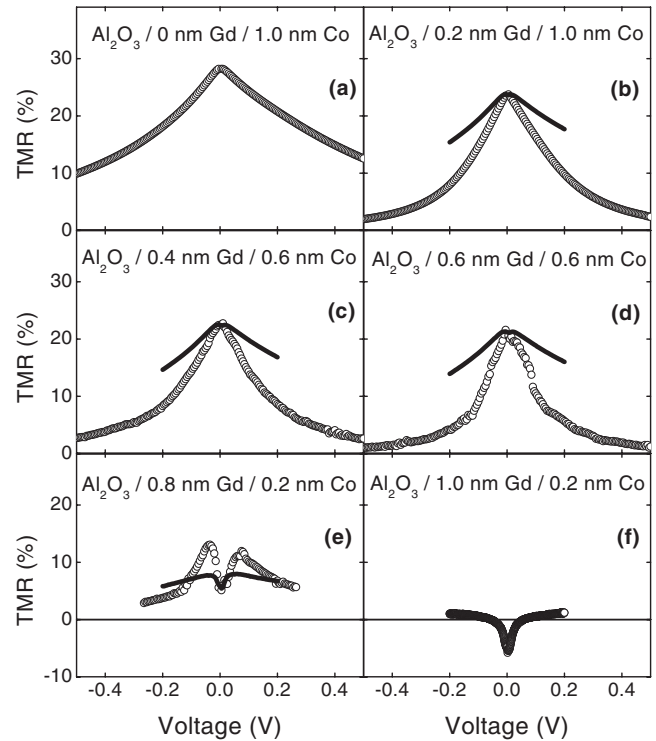 Al₂O₃ / 0 nm Gd / 1.0 nm Co
(a)
Al₂O₃ / 0.2 nm Gd / 1.0 nm Co
(b)
30
20
10
0
TMR (%)
Al₂O₃ / 0.4 nm Gd / 0.6 nm Co
(c)
Al₂O₃ / 0.6 nm Gd / 0.6 nm Co
(d)
20
10
0
TMR (%)
Al₂O₃ / 0.8 nm Gd / 0.2 nm Co
(e)
Al₂O₃ / 1.0 nm Gd / 0.2 nm Co
(f)
20
10
0
-10
TMR (%)
-0.4 -0.2 0.0 0.2 0.4
-0.4 -0.2 0.0 0.2 0.4
Voltage (V)
Voltage (V)